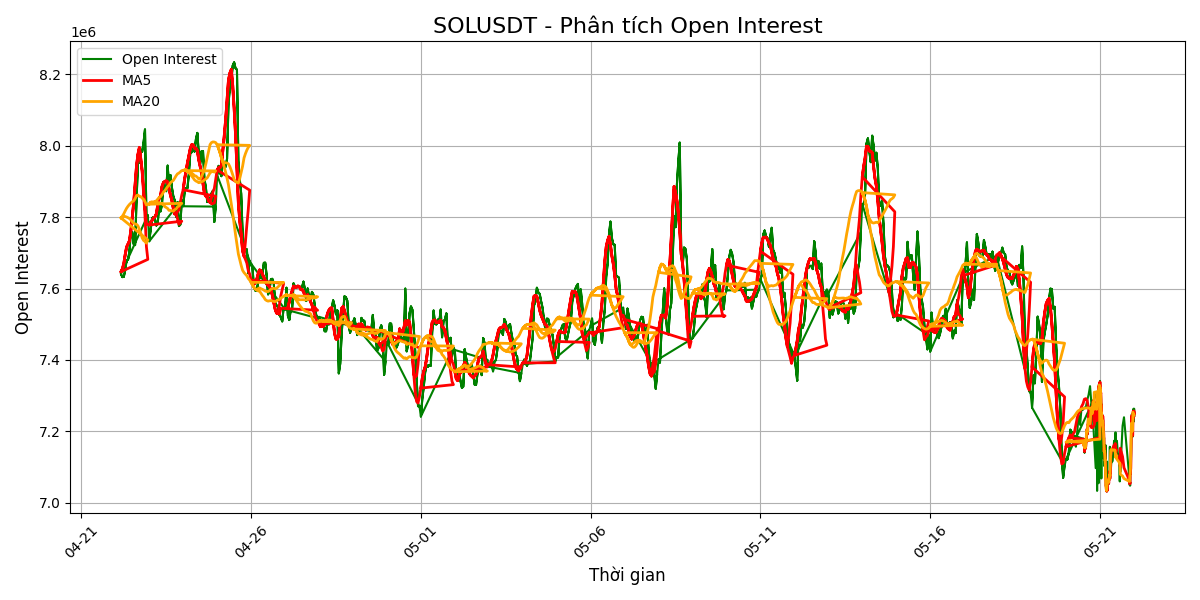 SOLUSDT - Phân tích Open Interest
1e6
Open Interest
MA5
MA20
8.2
8.0
7.8
7.6
7.4
7.2
7.0
Open Interest
04-21
04-26
05-01
05-06
05-11
05-16
05-21
Thời gian